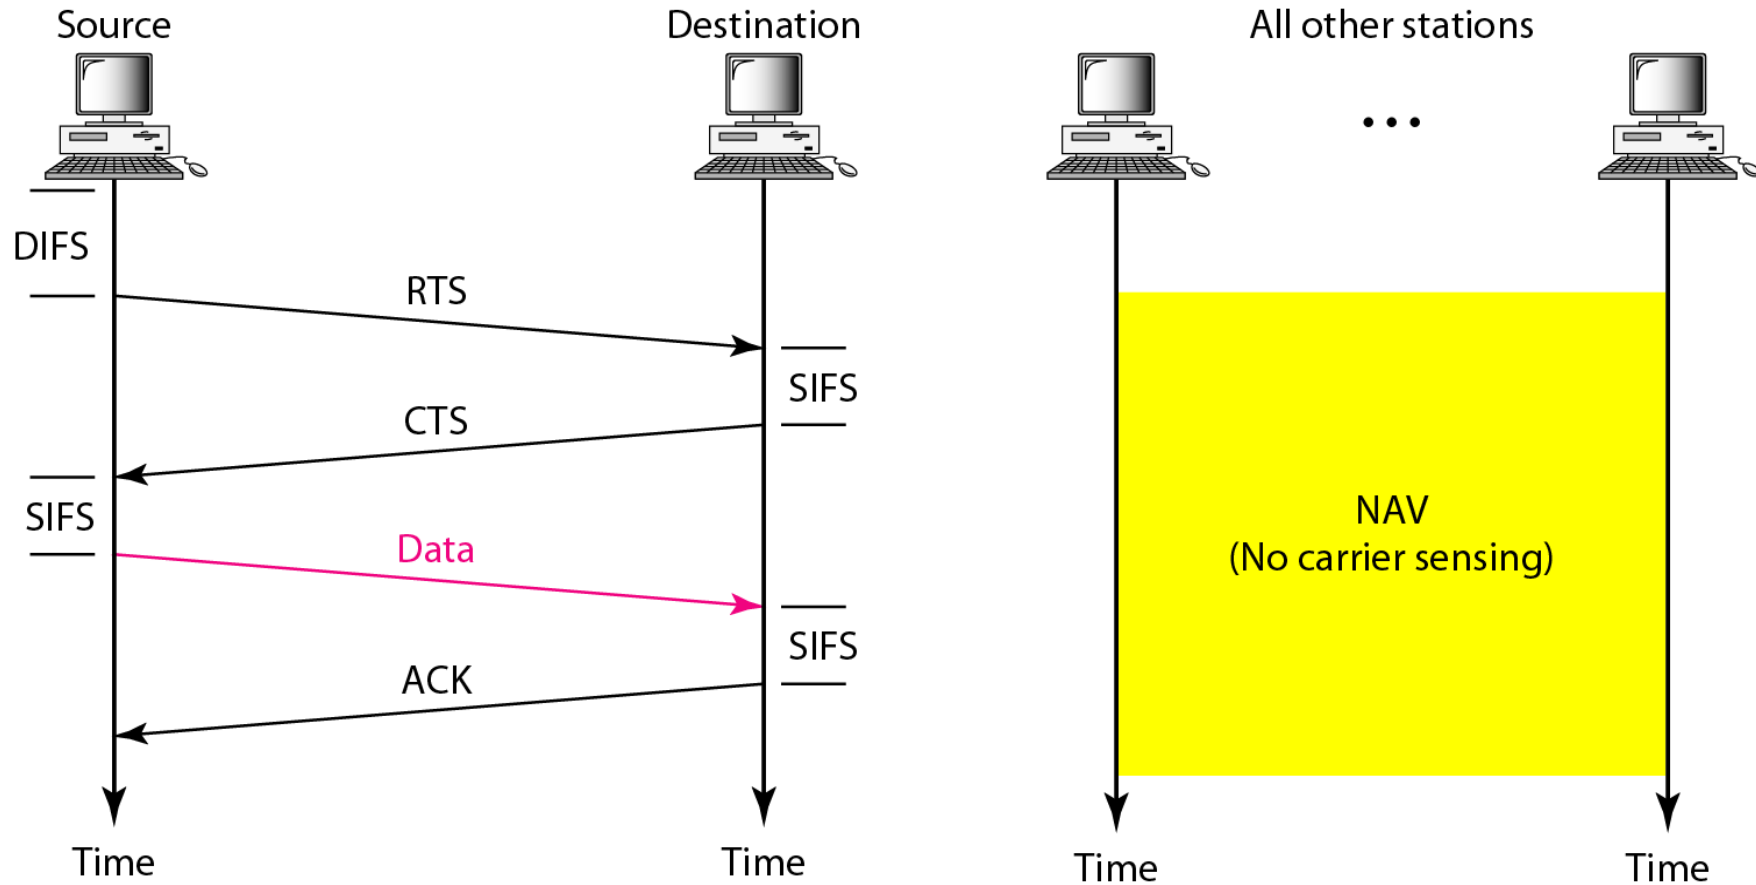 Source
Destination
All other stations
...
DIFS
RTS
SIFS
CTS
SIFS
Data
SIFS
ACK
NAV
(No carrier sensing)
Time
Time
Time
Time